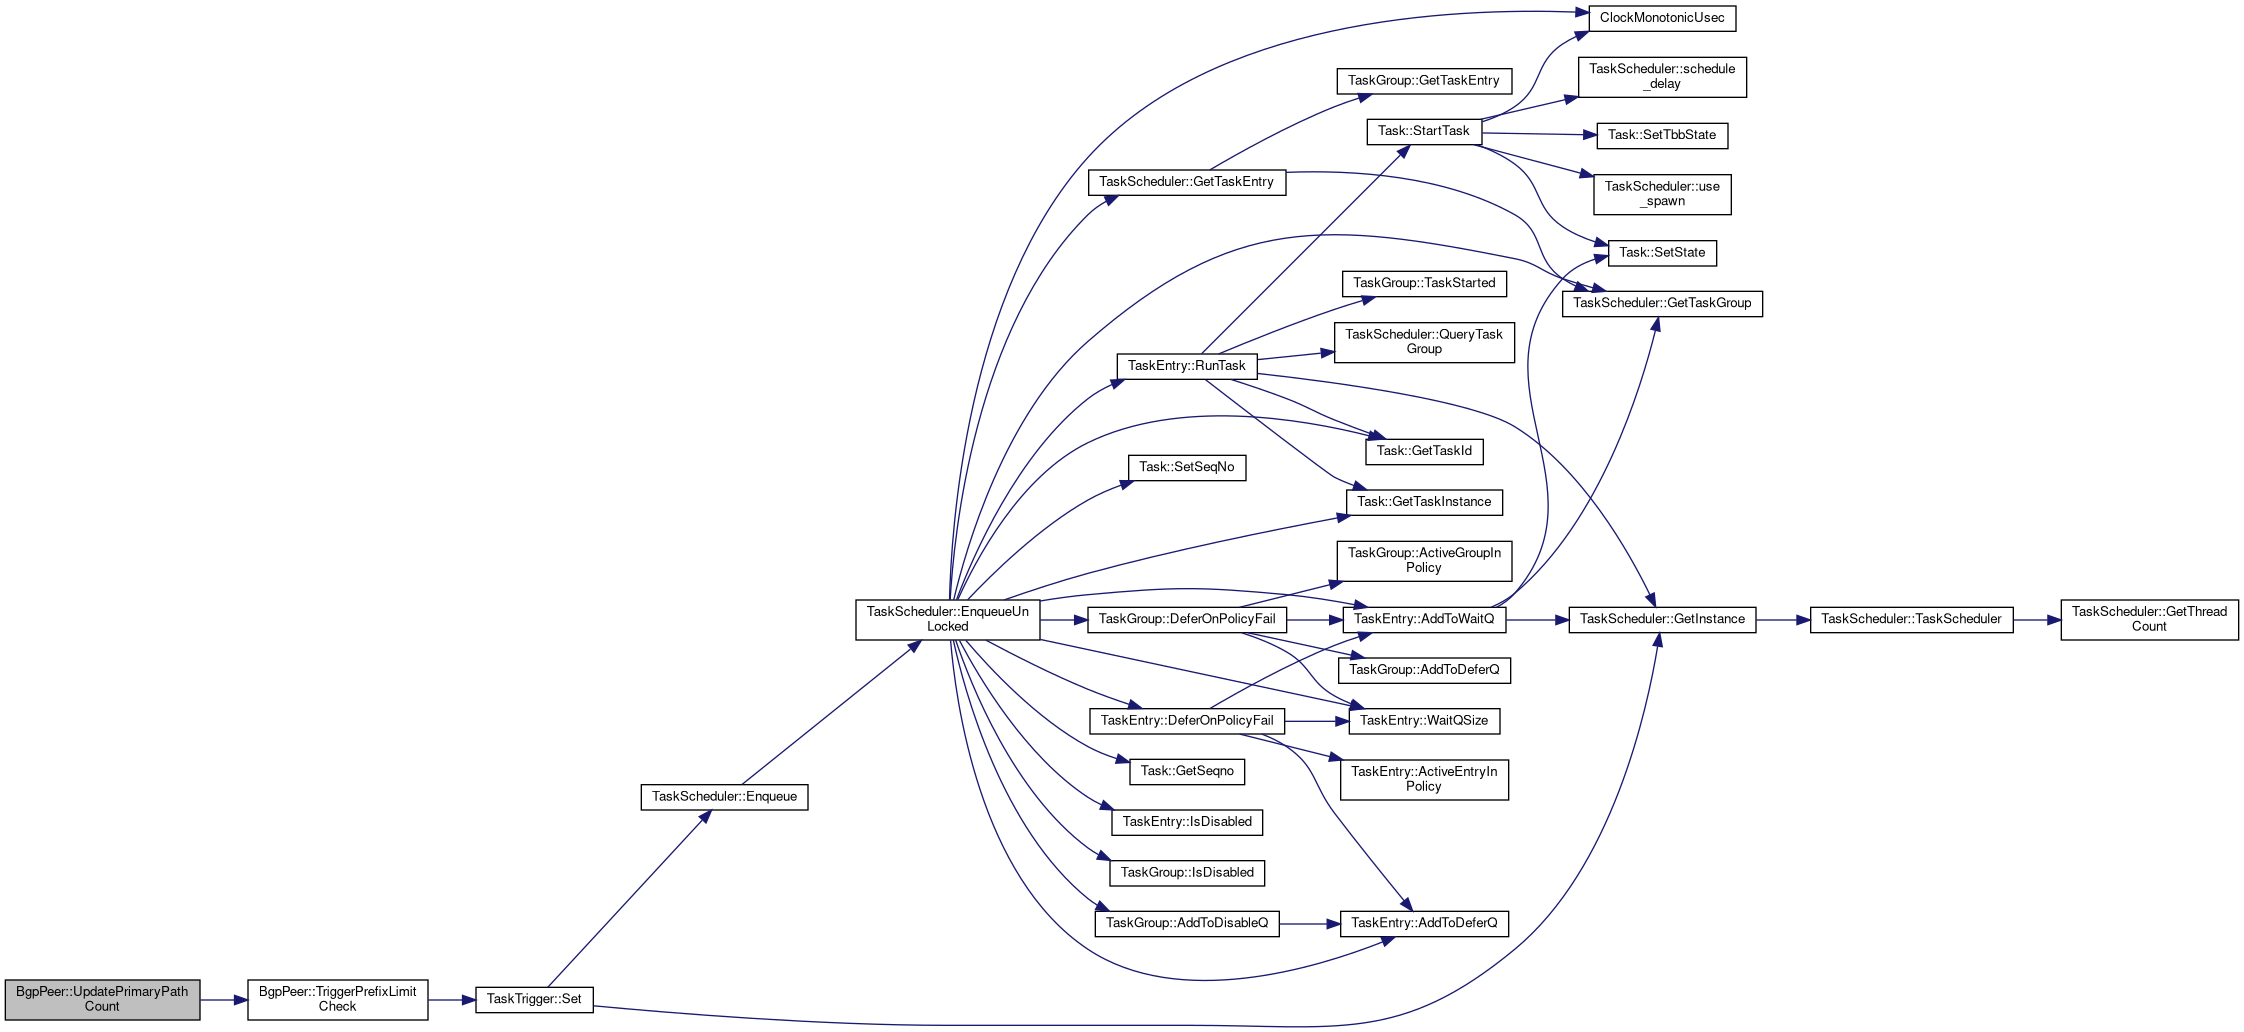 ClockMonotonicUsec
TaskScheduler::schedule
_delay
TaskGroup::GetTaskEntry
Task::StartTask
Task::SetTbbState
TaskScheduler::GetTaskEntry
TaskScheduler::use
_spawn
Task::SetState
TaskGroup::TaskStarted
TaskScheduler::GetTaskGroup
TaskScheduler::QueryTask
Group
TaskEntry::RunTask
Task::GetTaskId
Task::SetSeqNo
Task::GetTaskInstance
TaskGroup::ActiveGroupIn
Policy
TaskScheduler::EnqueueUn
Locked
TaskGroup::DeferOnPolicyFail
TaskEntry::AddToWaitQ
TaskScheduler::GetInstance
TaskScheduler::TaskScheduler
TaskScheduler::GetThread
Count
TaskGroup::AddToDeferQ
TaskEntry::DeferOnPolicyFail
TaskEntry::WaitQSize
Task::GetSeqno
TaskEntry::ActiveEntryIn
Policy
TaskScheduler::Enqueue
TaskEntry::IsDisabled
TaskGroup::IsDisabled
TaskGroup::AddToDisableQ
TaskEntry::AddToDeferQ
BgpPeer::UpdatePrimaryPath
Count
BgpPeer::TriggerPrefixLimit
Check
TaskTrigger::Set